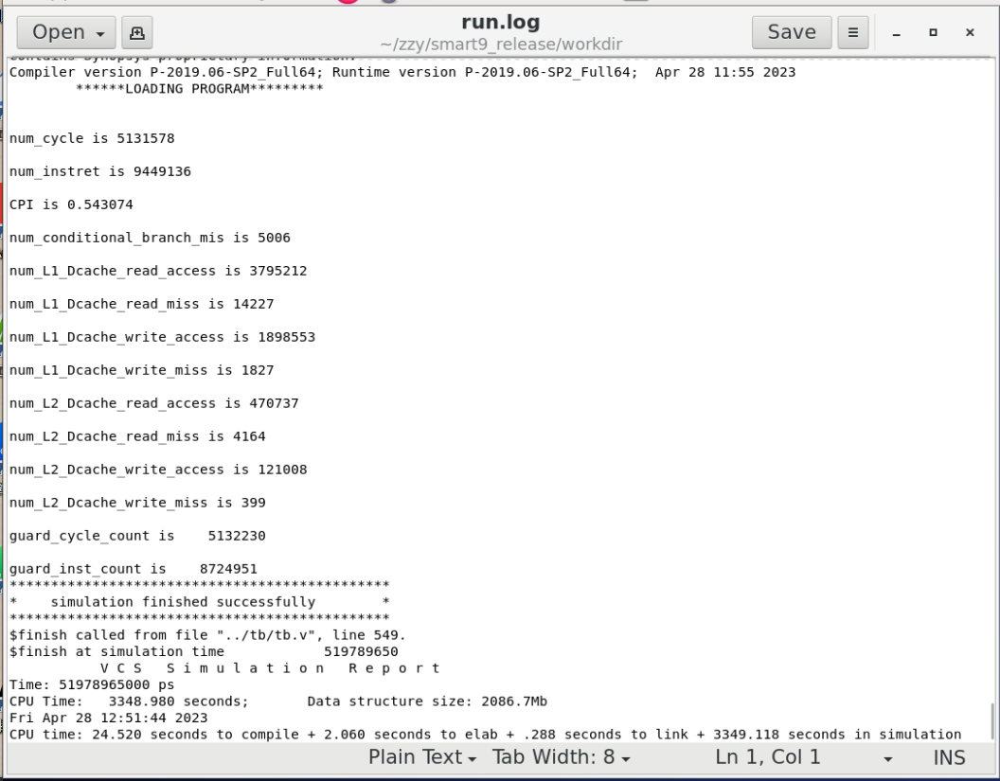 Open
run.log
~/zzy/smart9_release/workdir
Save
Contains Synopsys proprietary information.
Compiler version P-2019.06-SP2_Full64; Runtime version P-2019.06-SP2_Full64;  Apr 28 11:55 2023
******LOADING PROGRAM*********
num_cycle is 5131578
num_instret is 9449136
CPI is 0.543074
num_conditional_branch_mis is 5006
num_L1_Dcache_read_access is 3795212
num_L1_Dcache_read_miss is 14227
num_L1_Dcache_write_access is 1898553
num_L1_Dcache_write_miss is 1827
num_L2_Dcache_read_access is 470737
num_L2_Dcache_read_miss is 4164
num_L2_Dcache_write_access is 121008
num_L2_Dcache_write_miss is 399
guard_cycle_count is    5132230
guard_inst_count is    8724951
**********************************************
*    simulation finished successfully        *
**********************************************
$finish called from file "../tb/tb.v", line 549.
$finish at simulation time            519789650
V C S   S i m u l a t i o n   R e p o r t
Time: 51978965000 ps
CPU Time:   3348.980 seconds;       Data structure size: 2086.7Mb
Fri Apr 28 12:51:44 2023
CPU time: 24.520 seconds to compile + 2.060 seconds to elab + .288 seconds to link + 3349.118 seconds in simulation
Plain Text
Tab Width: 8
Ln 1, Col 1
INS